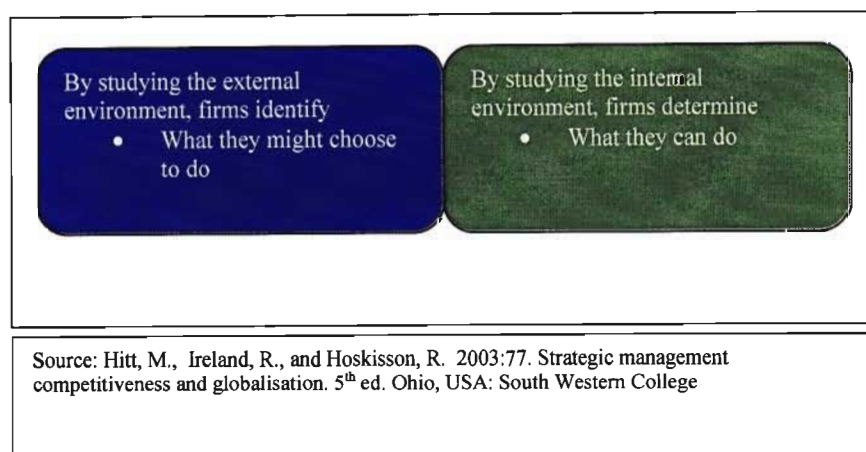 By studying the external
environment, firms identify
• What they might choose
to do
By studying the internal
environment, firms determine
• What they can do
Source: Hitt, M., Ireland, R., and Hoskisson, R. 2003:77. Strategic management
competitiveness and globalisation. 5th ed. Ohio, USA: South Western College